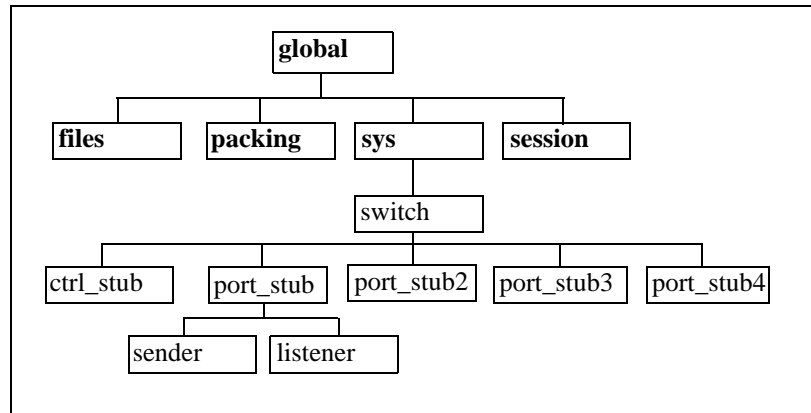 global
files
packing
sys
session
switch
ctrl_stub
port_stub
port_stub2
port_stub3
port_stub4
sender
listener